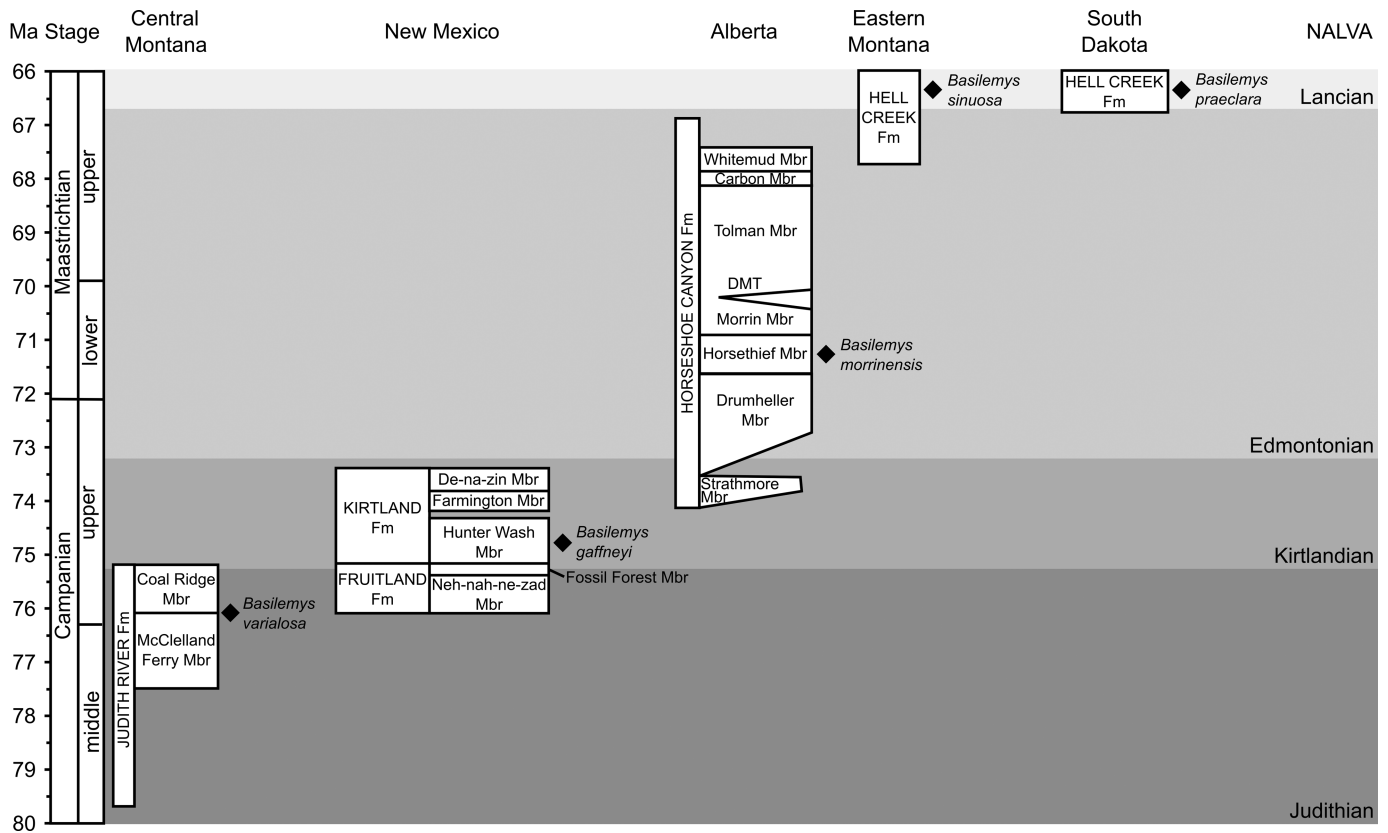 Ma Stage
Central
Montana
New Mexico
Alberta
Eastern
Montana
South
Dakota
NALVA
66
67
68
69
70
71
72
73
74
75
76
77
78
79
80
Maastrichtian
Campanian
upper
lower
upper
middle
JUDITH RIVER Fm
Coal Ridge
Mbr
McClelland
Ferry Mbr
Basilemys
varialosa
KIRTLAND
Fm
FRUITLAND
Fm
De-na-zin Mbr
Farmington Mbr
Hunter Wash
Mbr
Fossil Forest Mbr
Neh-nah-ne-zad
Mbr
Basilemys
gaffneyi
HORSESHOE CANYON Fm
Whitemud Mbr
Carbon Mbr
Tolman Mbr
DMT
Morrin Mbr
Horsethief Mbr
Drumheller
Mbr
Strathmore
Mbr
Basilemys
morrinensis
HELL
CREEK
Fm
Basilemys
sinuosa
HELL CREEK
Fm
Basilemys
praeclara
Lancian
Edmontonian
Kirtlandian
Judithian